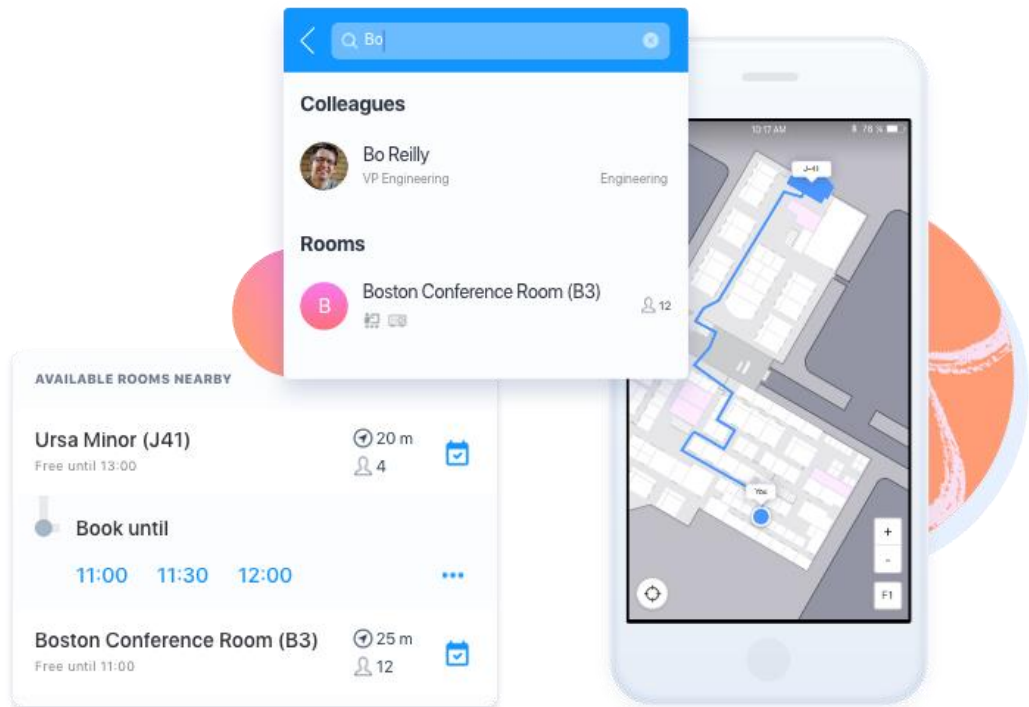 Bo
Colleagues
Bo Reilly
VP Engineering
Engineering
Rooms
B
Boston Conference Room (B3)
12
AVAILABLE ROOMS NEARBY
Ursa Minor (J41)
20 m
Free until 13:00
4
Book until
11:00 11:30 12:00
•••
Boston Conference Room (B3)
25 m
Free until 11:00
12
10:17 AM
76 %
J-41
You
+
-
F1